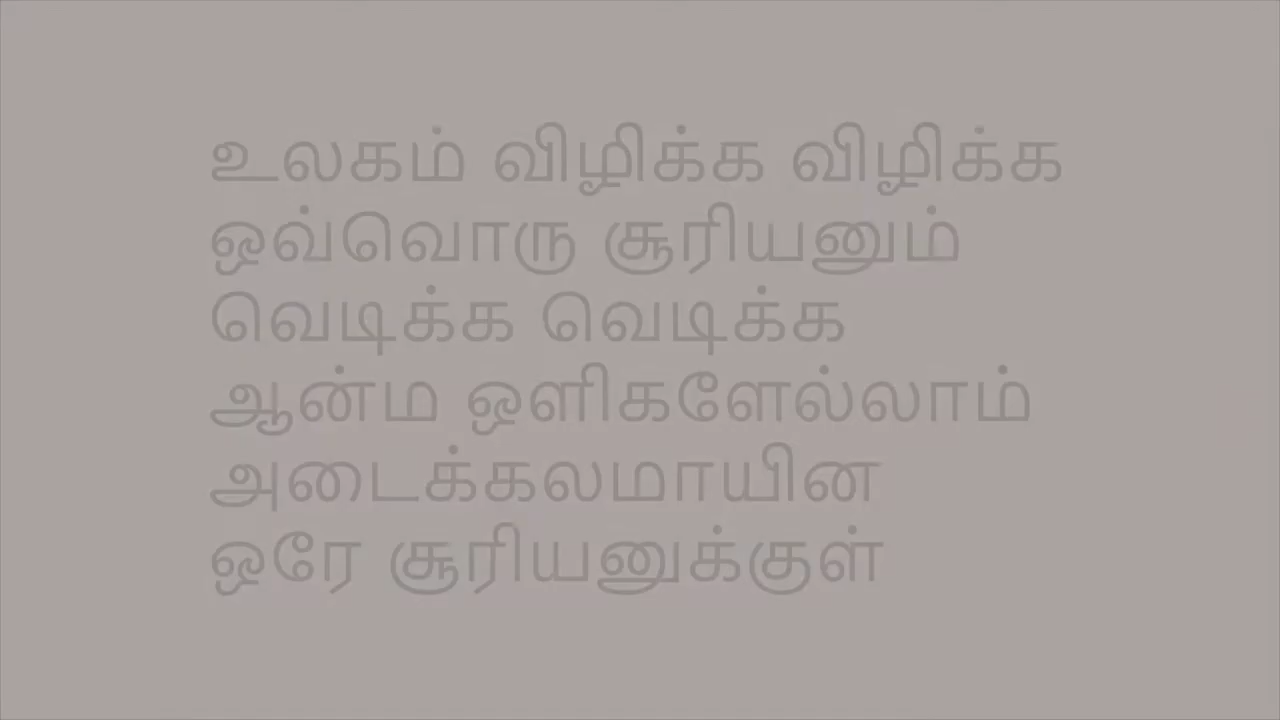 உலகம் விழிக்க விழிக்க
ஒவ்வொரு சூரியனும்
வெடிக்க வெடிக்க
ஆன்ம ஒளிகளேல்லாம்
அடைக்கலமாயின
ஒரே சூரியனுக்குள்